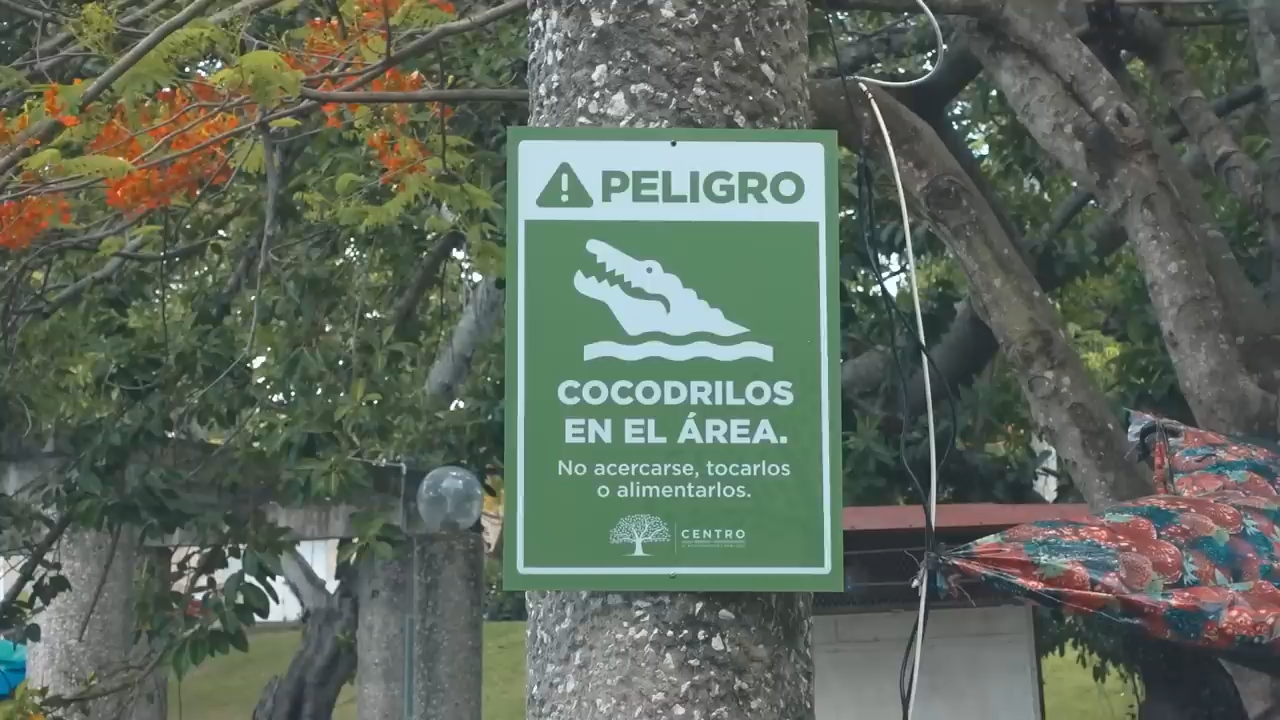 PELIGRO
COCODRILOS
EN EL ÁREA.
No acercarse, tocarlos
o alimentarlos.
CENTRO